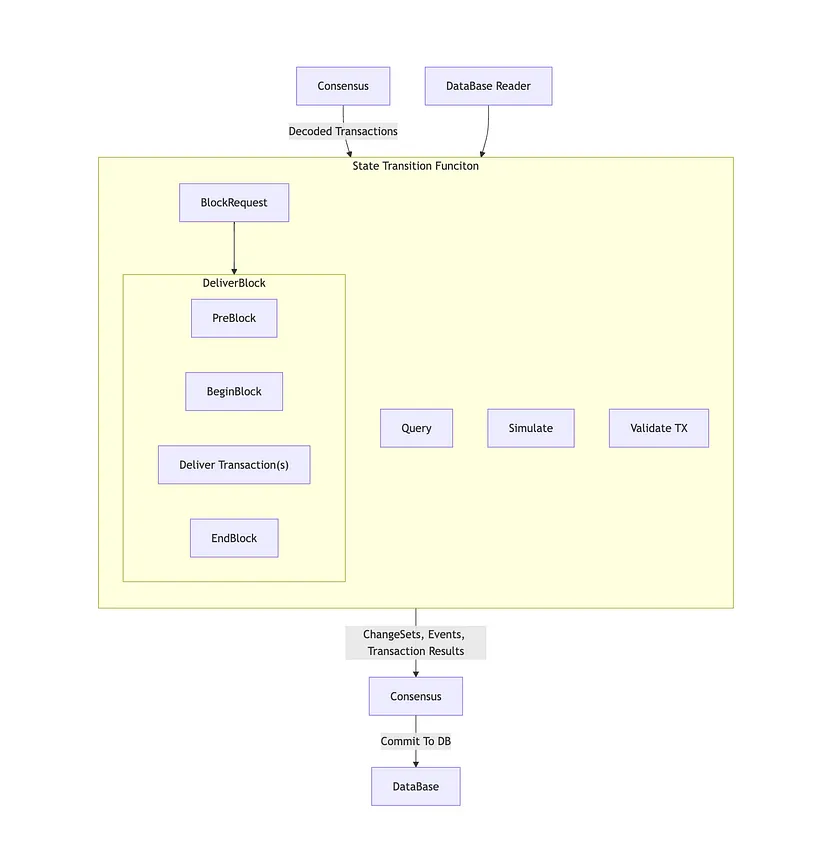 Consensus
DataBase Reader
Decoded Transactions
State Transition Funciton
BlockRequest
DeliverBlock
PreBlock
BeginBlock
Query
Simulate
Validate TX
Deliver Transaction(s)
EndBlock
ChangeSets, Events,
Transaction Results
Consensus
Commit To DB
DataBase